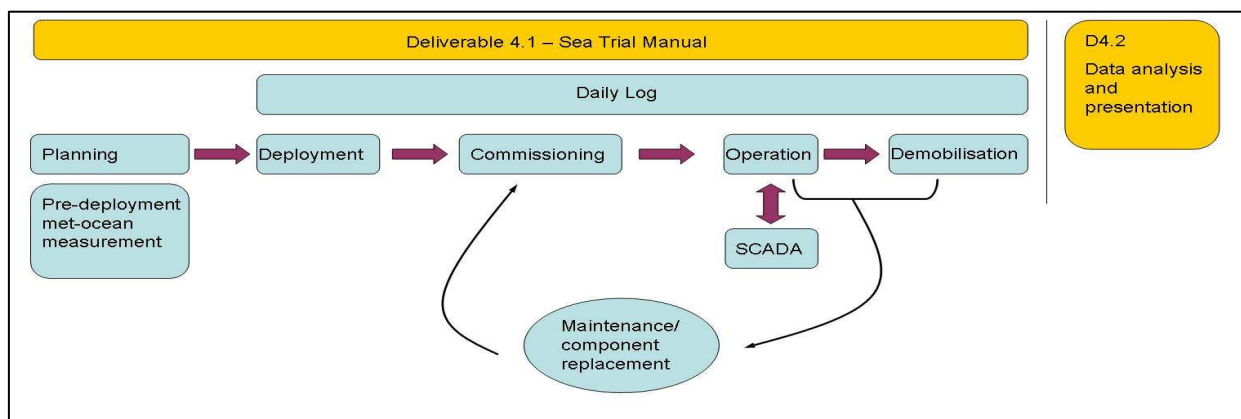 Deliverable 4.1 – Sea Trial Manual
D4.2
Data analysis
and
presentation
Daily Log
Planning
Deployment
Commissioning
Operation
Demobilisation
Pre-deployment
met-ocean
measurement
SCADA
Maintenance/
component
replacement